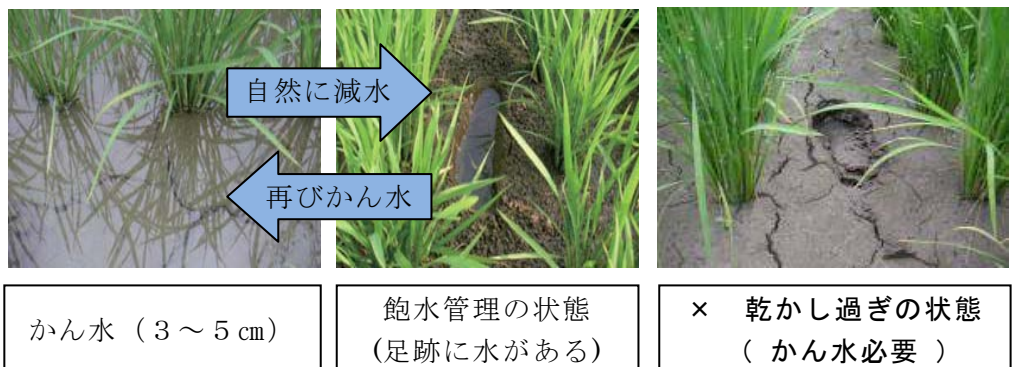 自然に減水
再びかん水
かん水（３～５㎝）
飽水管理の状態
(足跡に水がある)
× 乾かし過ぎの状態
（ かん水必要 ）